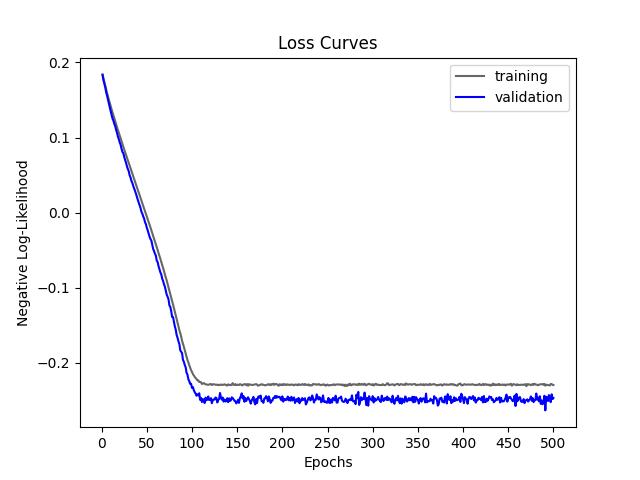 Loss Curves
training
validation
Negative Log-Likelihood
0.2
0.1
0.0
−0.1
−0.2
0 50 100 150 200 250 300 350 400 450 500
Epochs